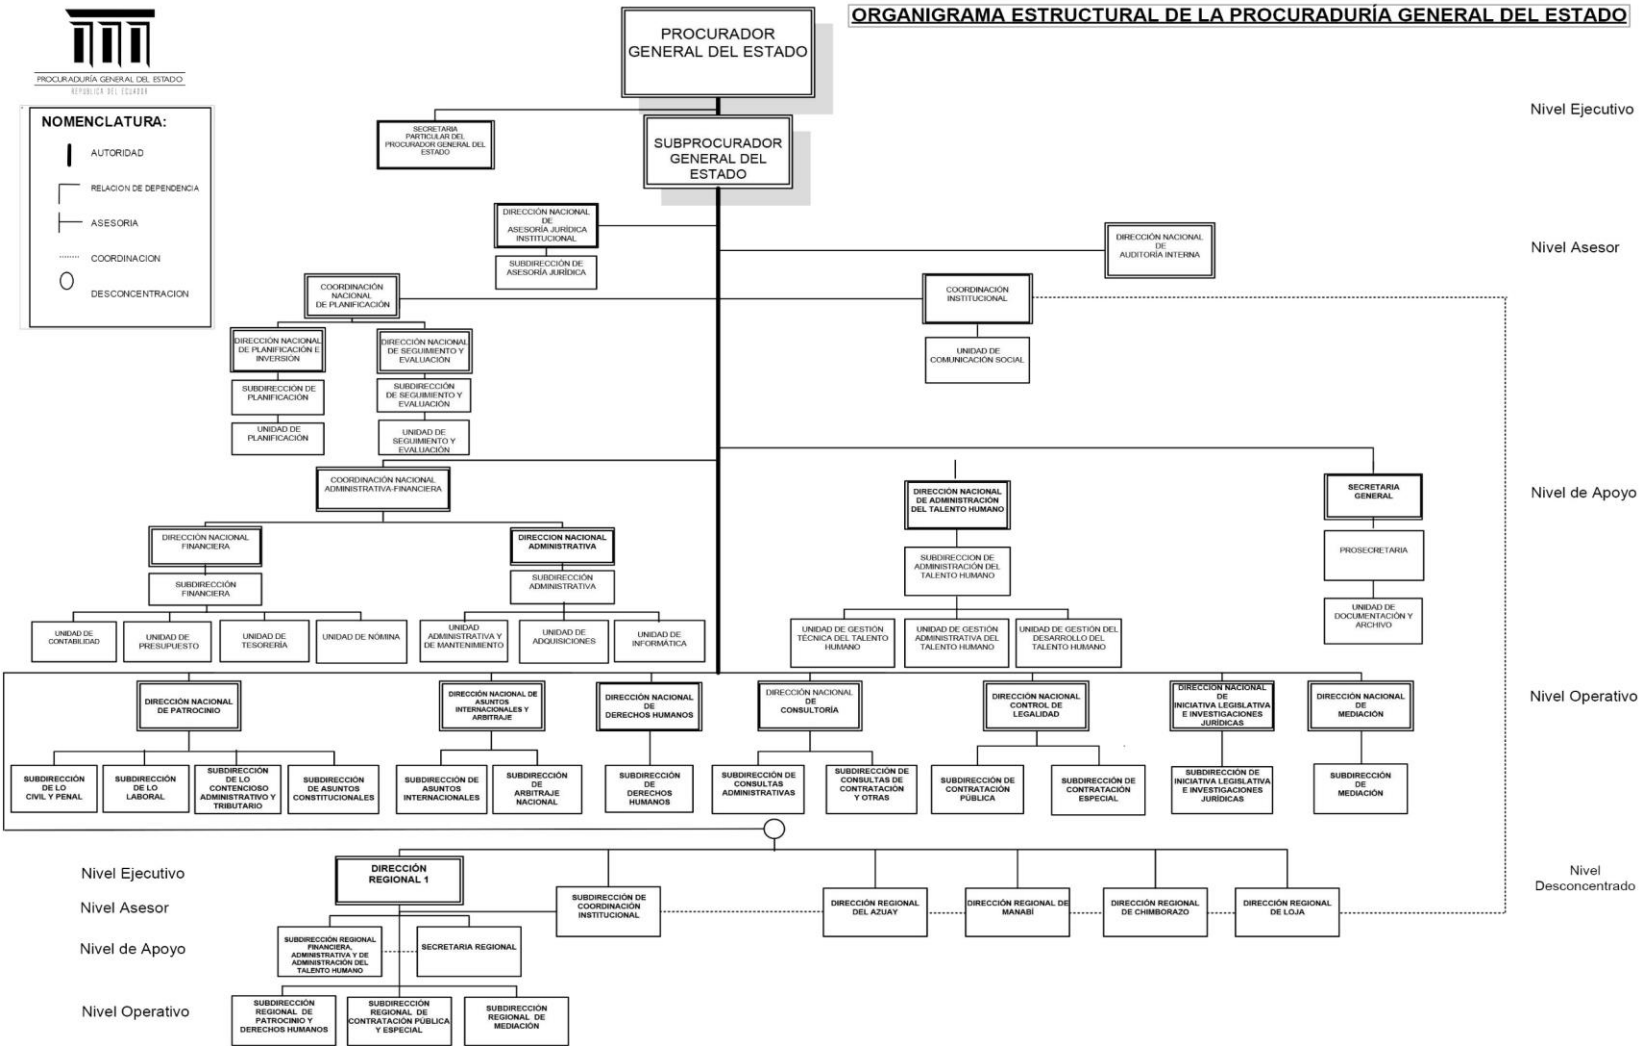 ORGANIGRAMA ESTRUCTURAL DE LA PROCURADURÍA GENERAL DEL ESTADO
PROCURADURÍA GENERAL DEL ESTADO
REPUBLICA DEL ECUADOR
NOMENCLATURA:
AUTORIDAD
RELACION DE DEPENDENCIA
ASESORIA
COORDINACION
DESCONCENTRACION
PROCURADOR
GENERAL DEL ESTADO
Nivel Ejecutivo
SECRETARIA
PARTICULAR DEL
PROCURADOR GENERAL DEL
ESTADO
SUBPROCURADOR
GENERAL DEL
ESTADO
Nivel Asesor
DIRECCIÓN NACIONAL
DE
ASESORÍA JURÍDICA
INSTITUCIONAL
SUBDIRECCIÓN DE
ASESORÍA JURÍDICA
DIRECCIÓN NACIONAL
DE
AUDITORÍA INTERNA
COORDINACIÓN
NACIONAL
DE PLANIFICACIÓN
COORDINACIÓN
INSTITUCIONAL
DIRECCIÓN NACIONAL
DE PLANIFICACIÓN E
INVERSIÓN
DIRECCIÓN NACIONAL
DE SEGUIMIENTO Y
EVALUACIÓN
UNIDAD DE
COMUNICACIÓN SOCIAL
SUBDIRECCIÓN DE
PLANIFICACIÓN
SUBDIRECCIÓN
DE SEGUIMIENTO Y
EVALUACIÓN
UNIDAD DE
PLANIFICACIÓN
UNIDAD DE
SEGUIMIENTO Y
EVALUACIÓN
Nivel de Apoyo
COORDINACIÓN NACIONAL
ADMINISTRATIVA-FINANCIERA
DIRECCIÓN NACIONAL
DE ADMINISTRACIÓN
DEL TALENTO HUMANO
SECRETARIA
GENERAL
DIRECCIÓN NACIONAL
FINANCIERA
DIRECCION NACIONAL
ADMINISTRATIVA
SUBDIRECCION DE
ADMINISTRACIÓN DEL
TALENTO HUMANO
PROSECRETARIA
SUBDIRECCIÓN
FINANCIERA
SUBDIRECCIÓN
ADMINISTRATIVA
UNIDAD DE
DOCUMENTACIÓN Y
ARCHIVO
UNIDAD DE
CONTABILIDAD
UNIDAD DE
PRESUPUESTO
UNIDAD DE
TESORERÍA
UNIDAD DE NÓMINA
UNIDAD
ADMINISTRATIVA Y
DE MANTENIMIENTO
UNIDAD DE
ADQUISICIONES
UNIDAD DE
INFORMÁTICA
UNIDAD DE GESTIÓN
TÉCNICA DEL TALENTO
HUMANO
UNIDAD DE GESTIÓN
ADMINISTRATIVA DEL
TALENTO HUMANO
UNIDAD DE GESTIÓN DEL
DESARROLLO DEL
TALENTO HUMANO
Nivel Operativo
DIRECCIÓN NACIONAL
DE PATROCINIO
DIRECCIÓN NACIONAL DE
ASUNTOS
INTERNACIONALES Y
ARBITRAJE
DIRECCIÓN NACIONAL
DE
DERECHOS HUMANOS
DIRECCIÓN NACIONAL
DE
CONSULTORÍA
DIRECCIÓN NACIONAL
CONTROL DE
LEGALIDAD
DIRECCION NACIONAL
DE
INICIATIVA LEGISLATIVA
E INVESTIGACIONES
JURÍDICAS
DIRECCIÓN NACIONAL
DE
MEDIACIÓN
SUBDIRECCIÓN
DE LO
CIVIL Y PENAL
SUBDIRECCIÓN
DE LO
LABORAL
SUBDIRECCIÓN
DE LO
CONTENCIOSO
ADMINISTRATIVO Y
TRIBUTARIO
SUBDIRECCIÓN
DE ASUNTOS
CONSTITUCIONALES
SUBDIRECCIÓN DE
ASUNTOS
INTERNACIONALES
SUBDIRECCIÓN
DE
ARBITRAJE
NACIONAL
SUBDIRECCIÓN
DE
DERECHOS
HUMANOS
SUBDIRECCIÓN DE
CONSULTAS
ADMINISTRATIVAS
SUBDIRECCIÓN DE
CONSULTAS DE
CONTRATACIÓN
Y OTRAS
SUBDIRECCIÓN DE
CONTRATACIÓN
PÚBLICA
SUBDIRECCIÓN DE
CONTRATACIÓN
ESPECIAL
SUBDIRECCIÓN DE
INICIATIVA LEGISLATIVA
E INVESTIGACIONES
JURÍDICAS
SUBDIRECCIÓN
DE
MEDIACIÓN
Nivel Ejecutivo
DIRECCIÓN
REGIONAL 1
Nivel
Desconcentrado
Nivel Asesor
SUBDIRECCIÓN DE
COORDINACIÓN
INSTITUCIONAL
DIRECCIÓN REGIONAL
DEL AZUAY
DIRECCIÓN REGIONAL DE
MANABÍ
DIRECCIÓN REGIONAL
DE CHIMBORAZO
DIRECCIÓN REGIONAL
DE LOJA
Nivel de Apoyo
SUBDIRECCIÓN REGIONAL
FINANCIERA,
ADMINISTRATIVA Y DE
ADMINISTRACIÓN DEL
TALENTO HUMANO
SECRETARIA REGIONAL
Nivel Operativo
SUBDIRECCIÓN
REGIONAL DE
PATROCINIO Y
DERECHOS HUMANOS
SUBDIRECCIÓN
REGIONAL DE
CONTRATACIÓN PÚBLICA
Y ESPECIAL
SUBDIRECCIÓN
REGIONAL DE
MEDIACIÓN